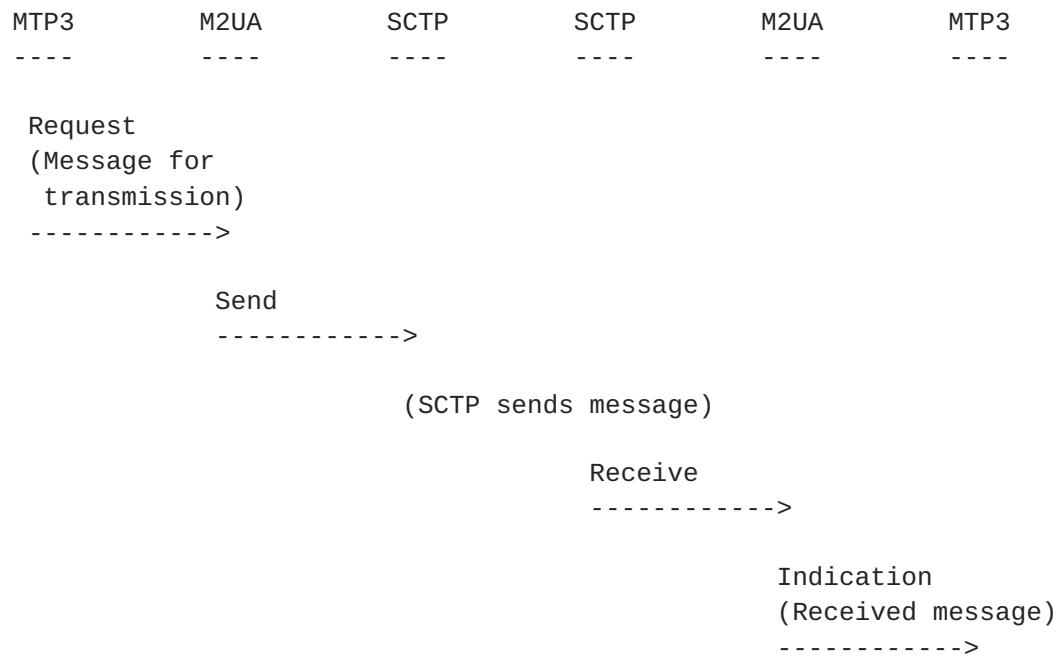 MTP3        M2UA        SCTP        SCTP        M2UA        MTP3
----        ----        ----        ----        ----        ----
 Request
 (Message for
  transmission)
 ------------>
             Send
             ------------>
                         (SCTP sends message)
                                     Receive
                                     ------------>
                                                 Indication
                                                 (Received message)
                                                 ------------>